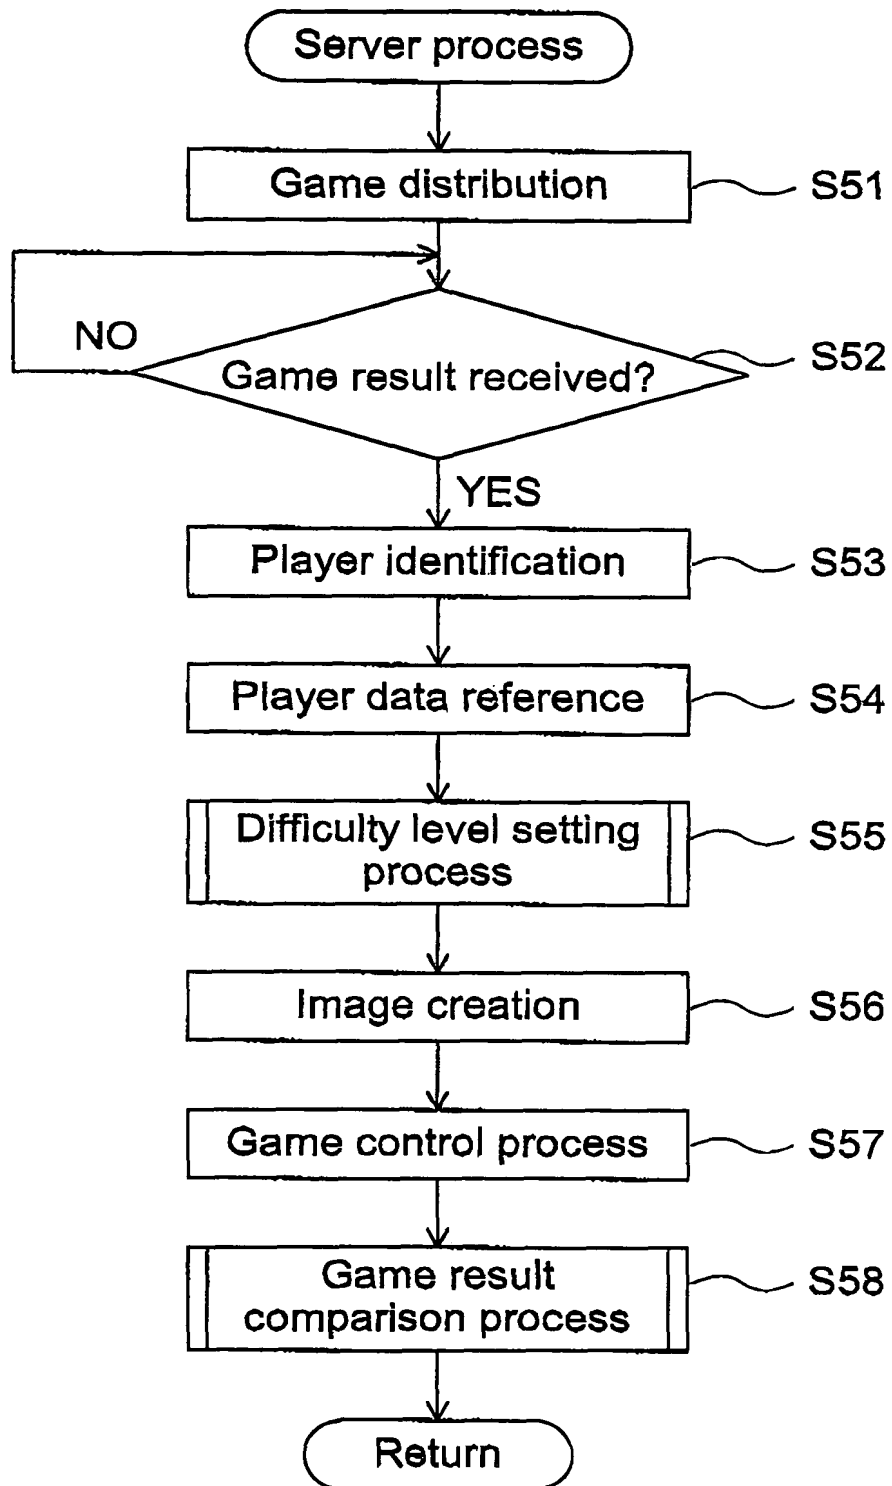 Server process
Game distribution
S51
NO
Game result received?
S52
YES
Player identification
S53
Player data reference
S54
Difficulty level setting
process
S55
Image creation
S56
Game control process
S57
Game result
comparison process
S58
Return